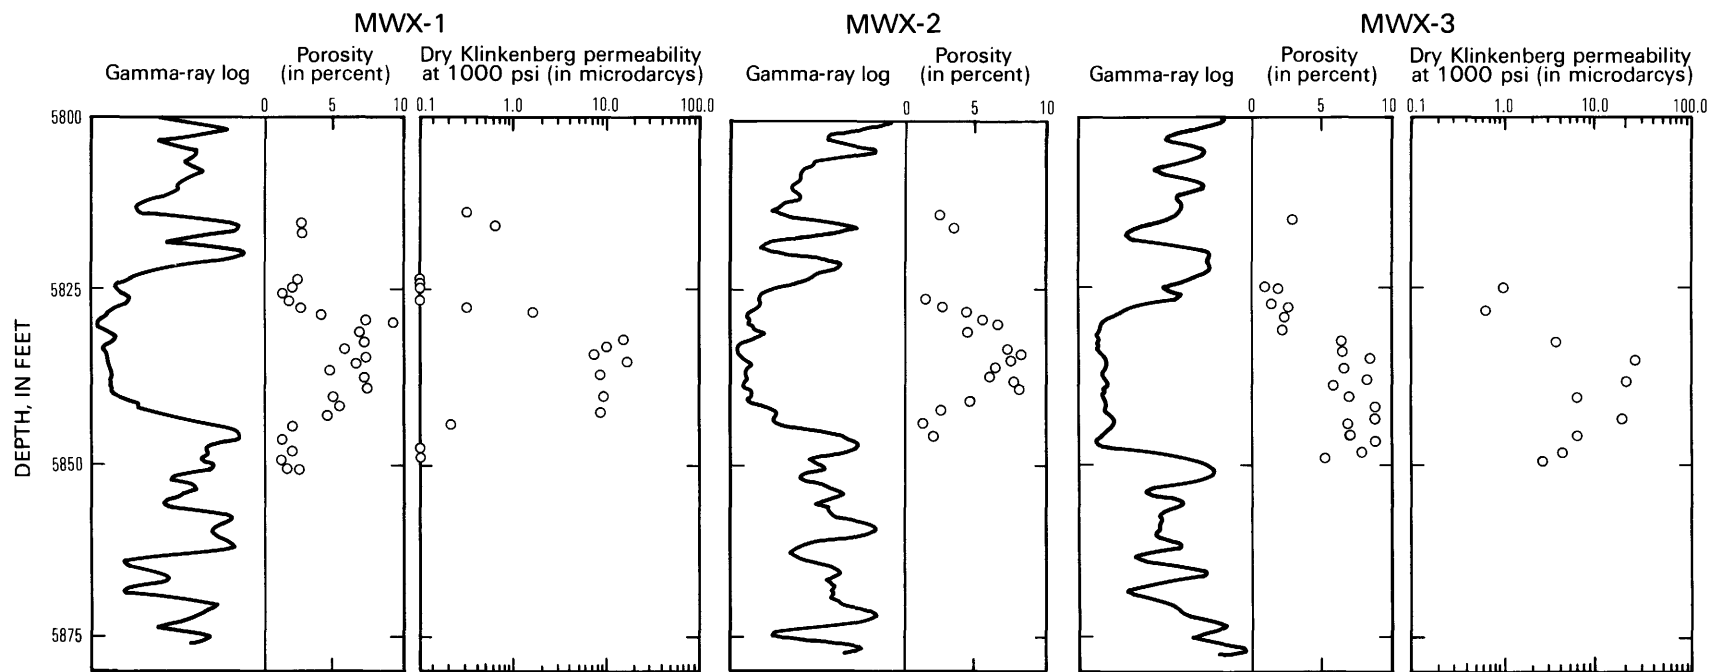 MWX-1 MWX-2 MWX-3
Gamma-ray log
Porosity
(in percent)
Dry Klinkenberg permeability
at 1000 psi (in microdarcys)
Gamma-ray log
Porosity
(in percent)
Gamma-ray log
Porosity
(in percent)
Dry Klinkenberg permeability
at 1000 psi (in microdarcys)
0 5 10 0.1 1.0 10.0 100.0 0 5 10 0 5 10 0.1 1.0 10.0 100.0
5800
5825
5850
5875
DEPTH, IN FEET